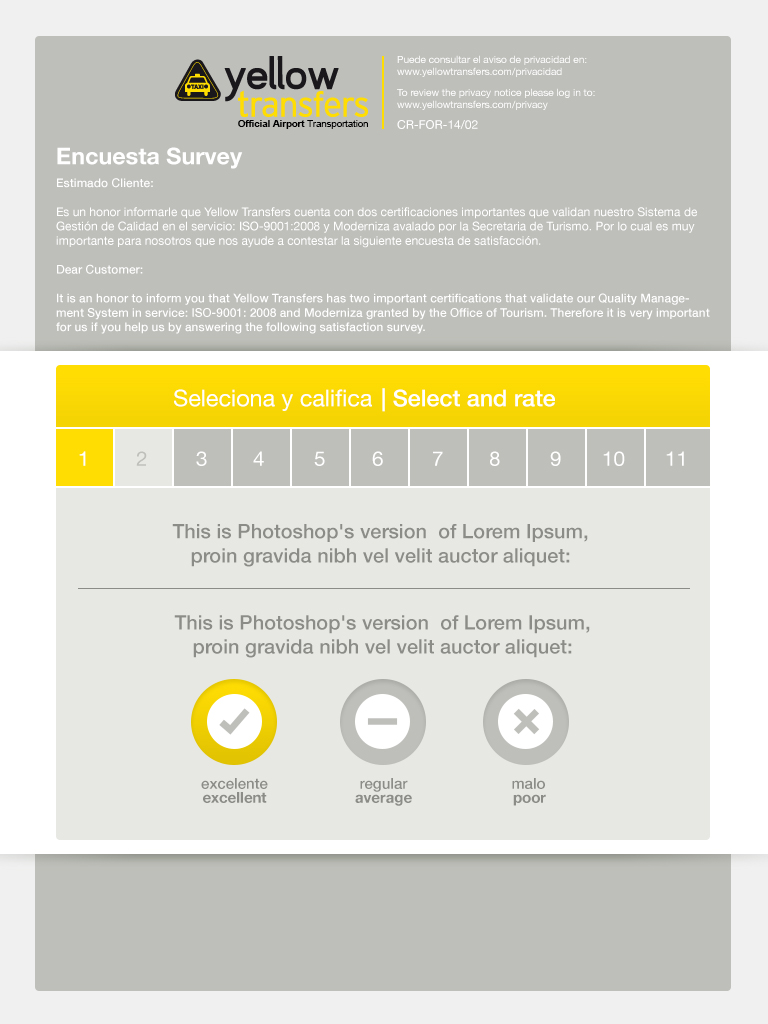 TAXI
yellow
transfers
Official Airport Transportation
Puede consultar el aviso de privacidad en:
www.yellowtransfers.com/privacidad
To review the privacy notice please log in to:
www.yellowtransfers.com/privacy
CR-FOR-14/02
Encuesta Survey
Estimado Cliente:
Es un honor informarle que Yellow Transfers cuenta con dos certificaciones importantes que validan nuestro Sistema de
Gestión de Calidad en el servicio: ISO-9001:2008 y Moderniza avalado por la Secretaria de Turismo. Por lo cual es muy
importante para nosotros que nos ayude a contestar la siguiente encuesta de satisfacción.
Dear Customer:
It is an honor to inform you that Yellow Transfers has two important certifications that validate our Quality Manage-
ment System in service: ISO-9001: 2008 and Moderniza granted by the Office of Tourism. Therefore it is very important
for us if you help us by answering the following satisfaction survey.
Seleciona y califica | Select and rate
1 2 3 4 5 6 7 8 9 10 11
This is Photoshop's version  of Lorem Ipsum,
proin gravida nibh vel velit auctor aliquet:
This is Photoshop's version  of Lorem Ipsum,
proin gravida nibh vel velit auctor aliquet:
excelente regular malo
excellent average poor